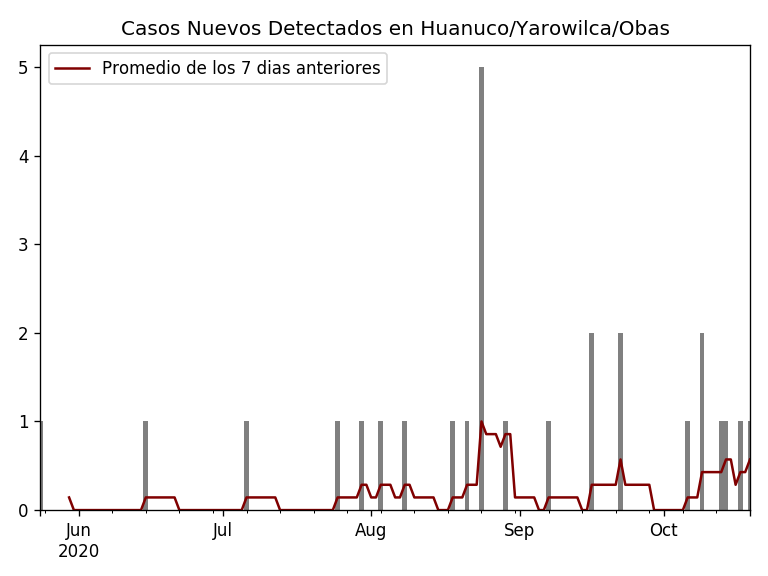 Casos Nuevos Detectados en Huanuco/Yarowilca/Obas
Promedio de los 7 dias anteriores
5
4
3
2
1
0
Jun Jul Aug Sep Oct
2020